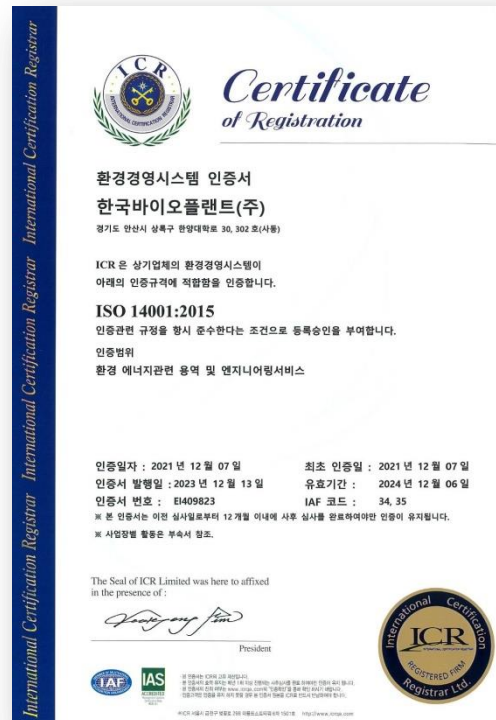 International Certification Registrar International Certification Registrar International Certification Registrar International Certification Registrar
ICR
INTERNATIONAL CERTIFICATION REGISTRAR
Certificate
of Registration
환경경영시스템 인증서
한국바이오플랜트(주)
경기도 안산시 상록구 한양대학로 30, 302 호(사동)
ICR 은 상기업체의 환경경영시스템이
아래의 인증규격에 적합함을 인증합니다.
ISO 14001:2015
인증관련 규정을 항시 준수한다는 조건으로 등록승인을 부여합니다.
인증범위
환경 에너지관련 용역 및 엔지니어링서비스
인증일자 : 2021 년 12 월 07 일 최초 인증일 : 2021 년 12 월 07 일
인증서 발행일 : 2023 년 12 월 13 일 유효기간 : 2024 년 12 월 06 일
인증서 번호 : EI409823 IAF 코드 : 34, 35
※ 본 인증서는 이전 심사일로부터 12 개월 이내에 사후 심사를 완료하여야만 인증이 유지됩니다.
※ 사업장별 활동은 부속서 참조.
The Seal of ICR Limited was here to affixed
in the presence of :
President
IAF
IAS
ACCREDITED
International Certification
ICR
REGISTERED FIRM
Registrar Ltd.